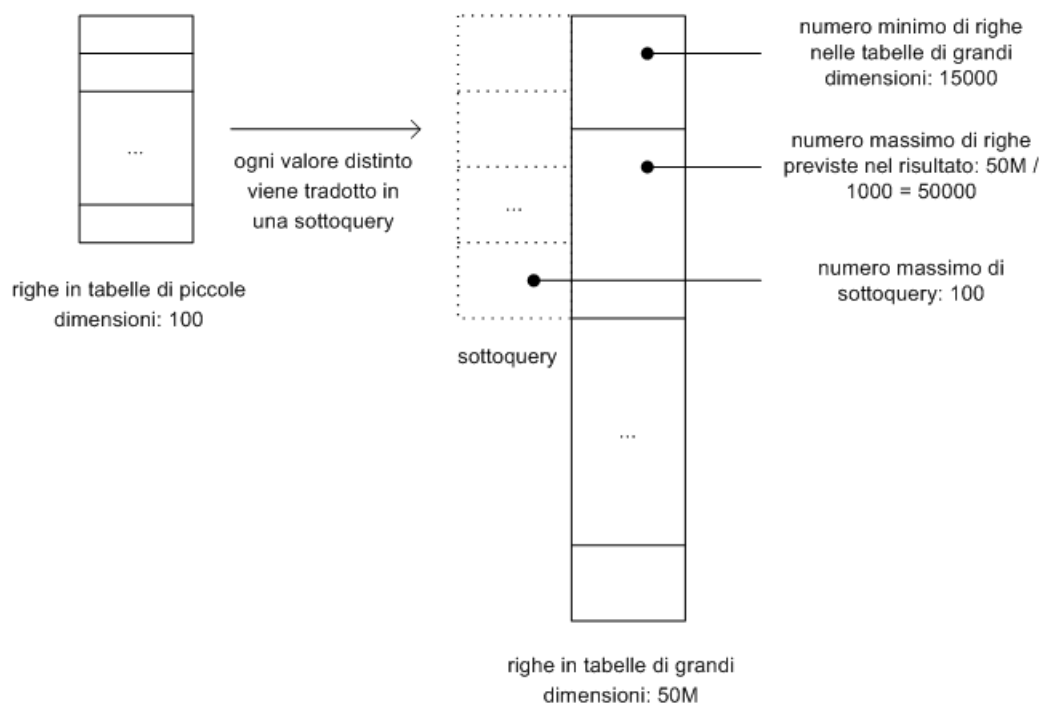 ...
righe in tabelle di piccole
dimensioni: 100
ogni valore distinto
viene tradotto in
una sottoquery
...
sottoquery
...
righe in tabelle di grandi
dimensioni: 50M
numero minimo di righe
nelle tabelle di grandi
dimensioni: 15000
numero massimo di righe
previste nel risultato: 50M /
1000 = 50000
numero massimo di
sottoquery: 100